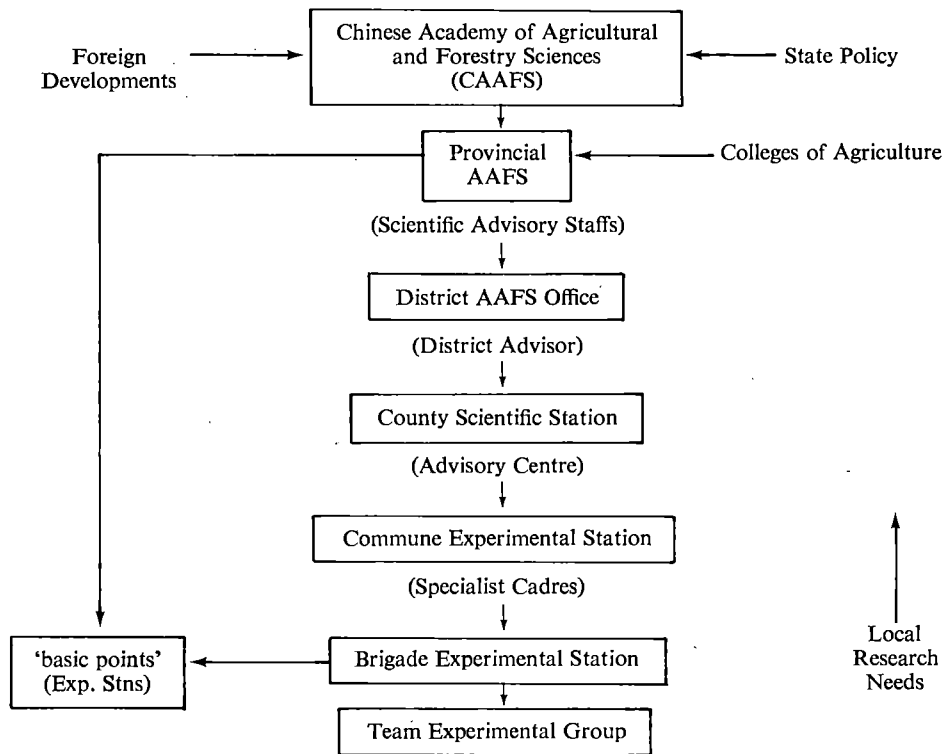 Chinese Academy of Agricultural
and Forestry Sciences
(CAAFS)
Foreign
Developments
State Policy
Provincial
AAFS
Colleges of Agriculture
(Scientific Advisory Staffs)
District AAFS Office
(District Advisor)
County Scientific Station
(Advisory Centre)
Commune Experimental Station
(Specialist Cadres)
'basic points'
(Exp. Stns)
Brigade Experimental Station
Local
Research
Needs
Team Experimental Group